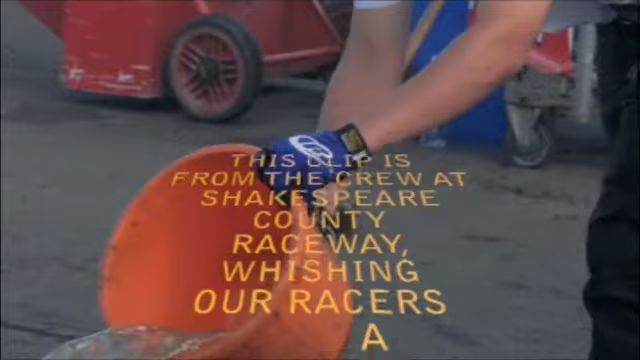 THIS CLIP IS
FROM THE CREW AT
SHAKESPEARE
COUNTY
RACEWAY,
WHISHING
OUR RACERS
A